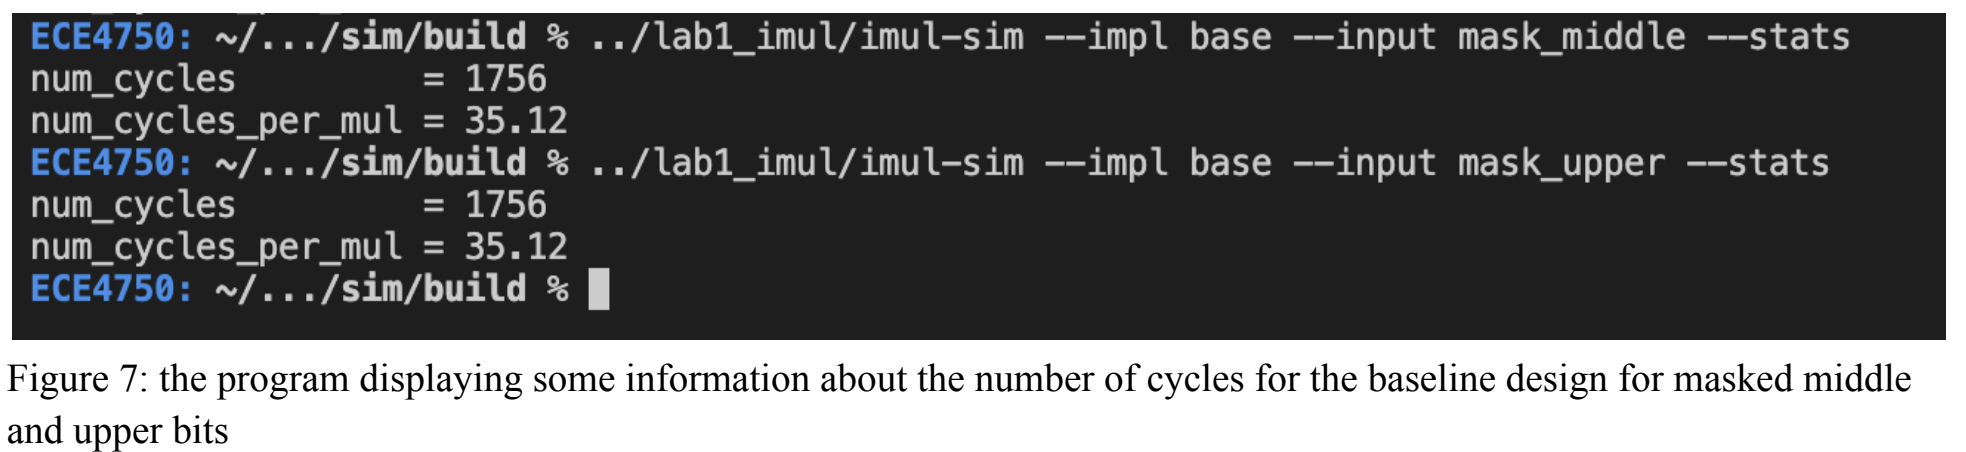 ECE4750: ~/.../sim/build % ../lab1_imul/imul-sim --impl base --input mask_middle --stats
num_cycles         = 1756
num_cycles_per_mul = 35.12
ECE4750: ~/.../sim/build % ../lab1_imul/imul-sim --impl base --input mask_upper --stats
num_cycles         = 1756
num_cycles_per_mul = 35.12
ECE4750: ~/.../sim/build %
Figure 7: the program displaying some information about the number of cycles for the baseline design for masked middle
and upper bits